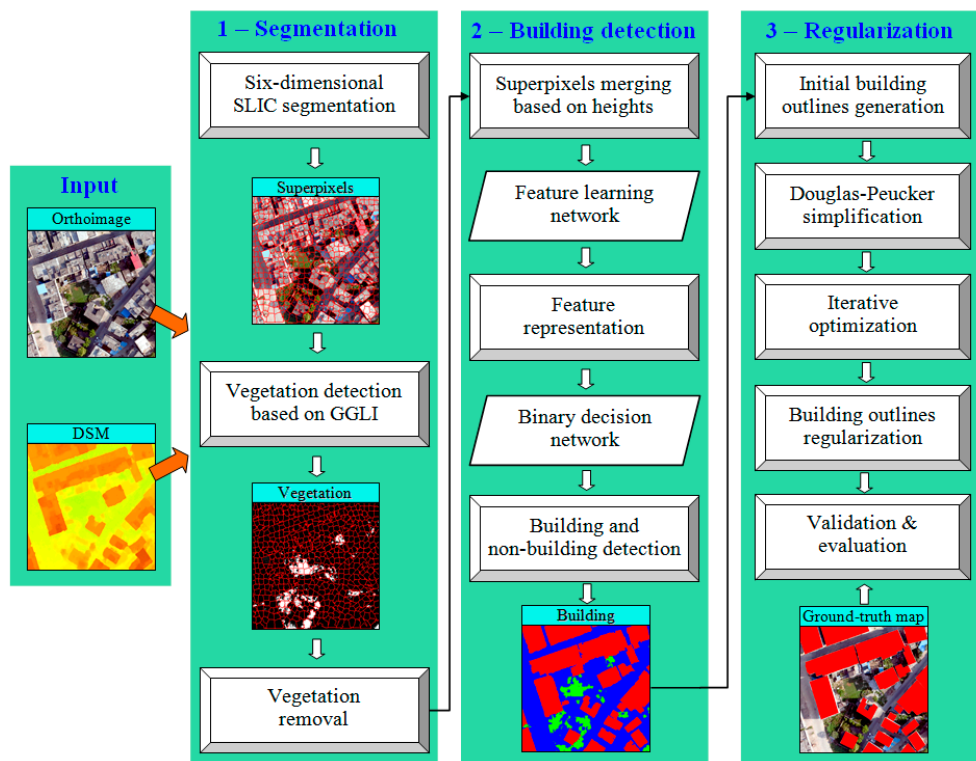 Input
Orthoimage
DSM
1 – Segmentation
Six-dimensional
SLIC segmentation
Superpixels
Vegetation detection
based on GGLI
Vegetation
Vegetation
removal
2 – Building detection
Superpixels merging
based on heights
Feature learning
network
Feature
representation
Binary decision
network
Building and
non-building detection
Building
3 – Regularization
Initial building
outlines generation
Douglas-Peucker
simplification
Iterative
optimization
Building outlines
regularization
Validation &
evaluation
Ground-truth map